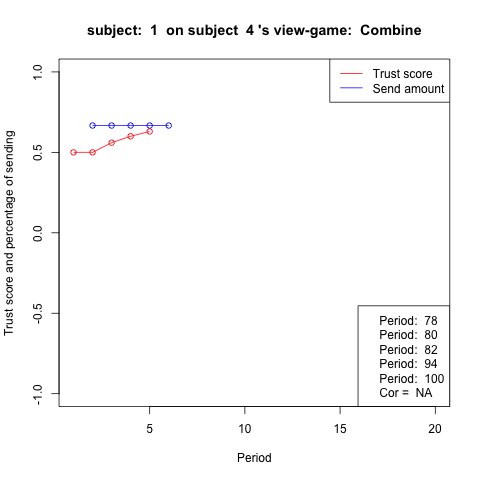 subject:  1  on subject  4 's view-game:  Combine
Trust score
Send amount
Trust score and percentage of sending
1.0
0.5
0.0
-0.5
-1.0
Period:  78
Period:  80
Period:  82
Period:  94
Period:  100
Cor =  NA
5
10
15
20
Period